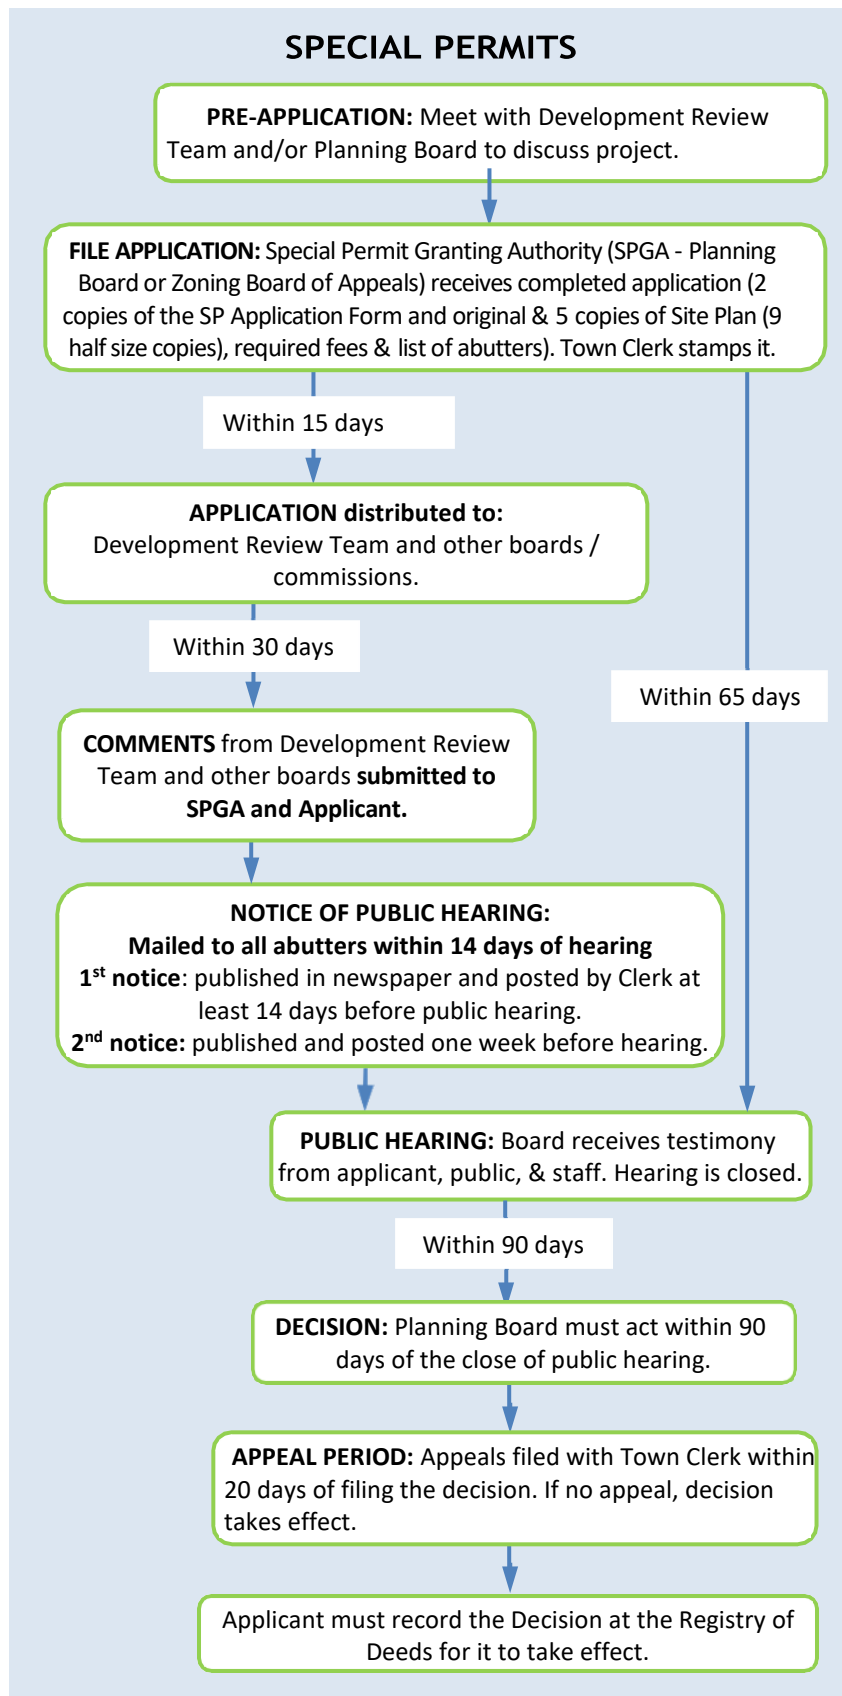 SPECIAL PERMITS
PRE-APPLICATION: Meet with Development Review
Team and/or Planning Board to discuss project.
FILE APPLICATION: Special Permit Granting Authority (SPGA - Planning
Board or Zoning Board of Appeals) receives completed application (2
copies of the SP Application Form and original & 5 copies of Site Plan (9
half size copies), required fees & list of abutters). Town Clerk stamps it.
Within 15 days
APPLICATION distributed to:
Development Review Team and other boards /
commissions.
Within 30 days
Within 65 days
COMMENTS from Development Review
Team and other boards submitted to
SPGA and Applicant.
NOTICE OF PUBLIC HEARING:
Mailed to all abutters within 14 days of hearing
1st notice: published in newspaper and posted by Clerk at
least 14 days before public hearing.
2nd notice: published and posted one week before hearing.
PUBLIC HEARING: Board receives testimony
from applicant, public, & staff. Hearing is closed.
Within 90 days
DECISION: Planning Board must act within 90
days of the close of public hearing.
APPEAL PERIOD: Appeals filed with Town Clerk within
20 days of filing the decision. If no appeal, decision
takes effect.
Applicant must record the Decision at the Registry of
Deeds for it to take effect.